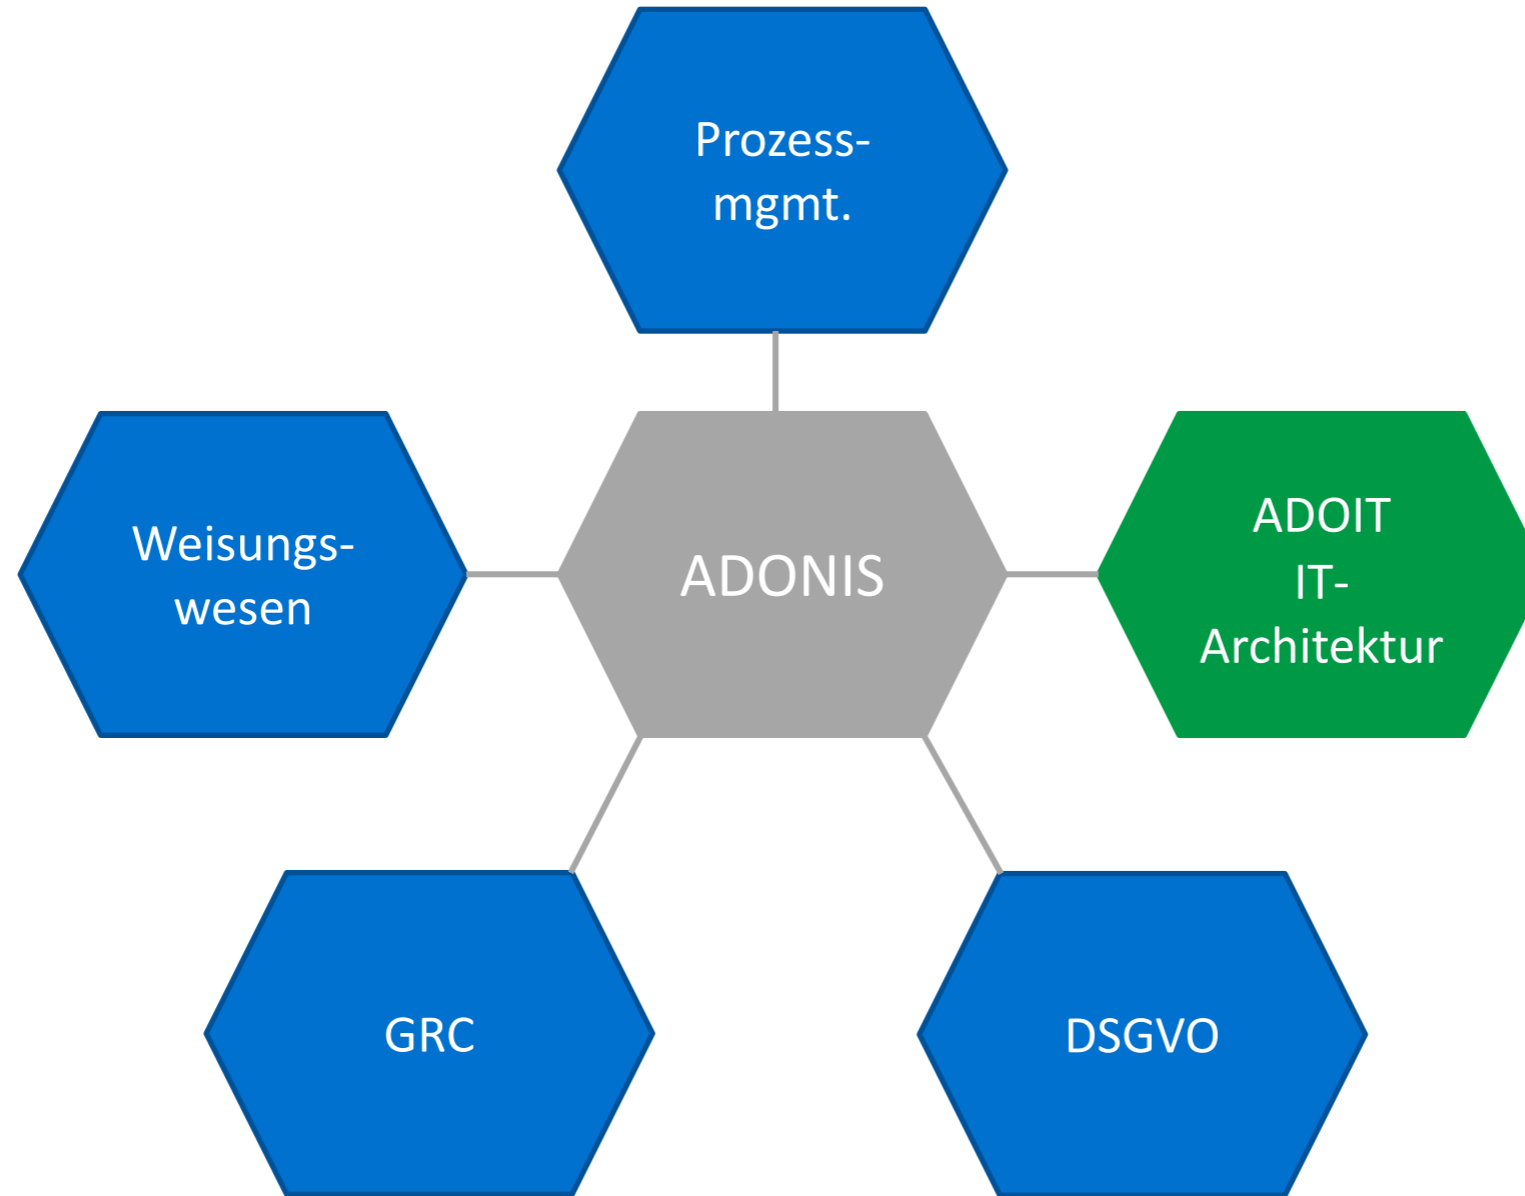 Prozess-
mgmt.
Weisungs-
wesen
ADONIS
ADOIT
IT-
Architektur
GRC
DSGVO